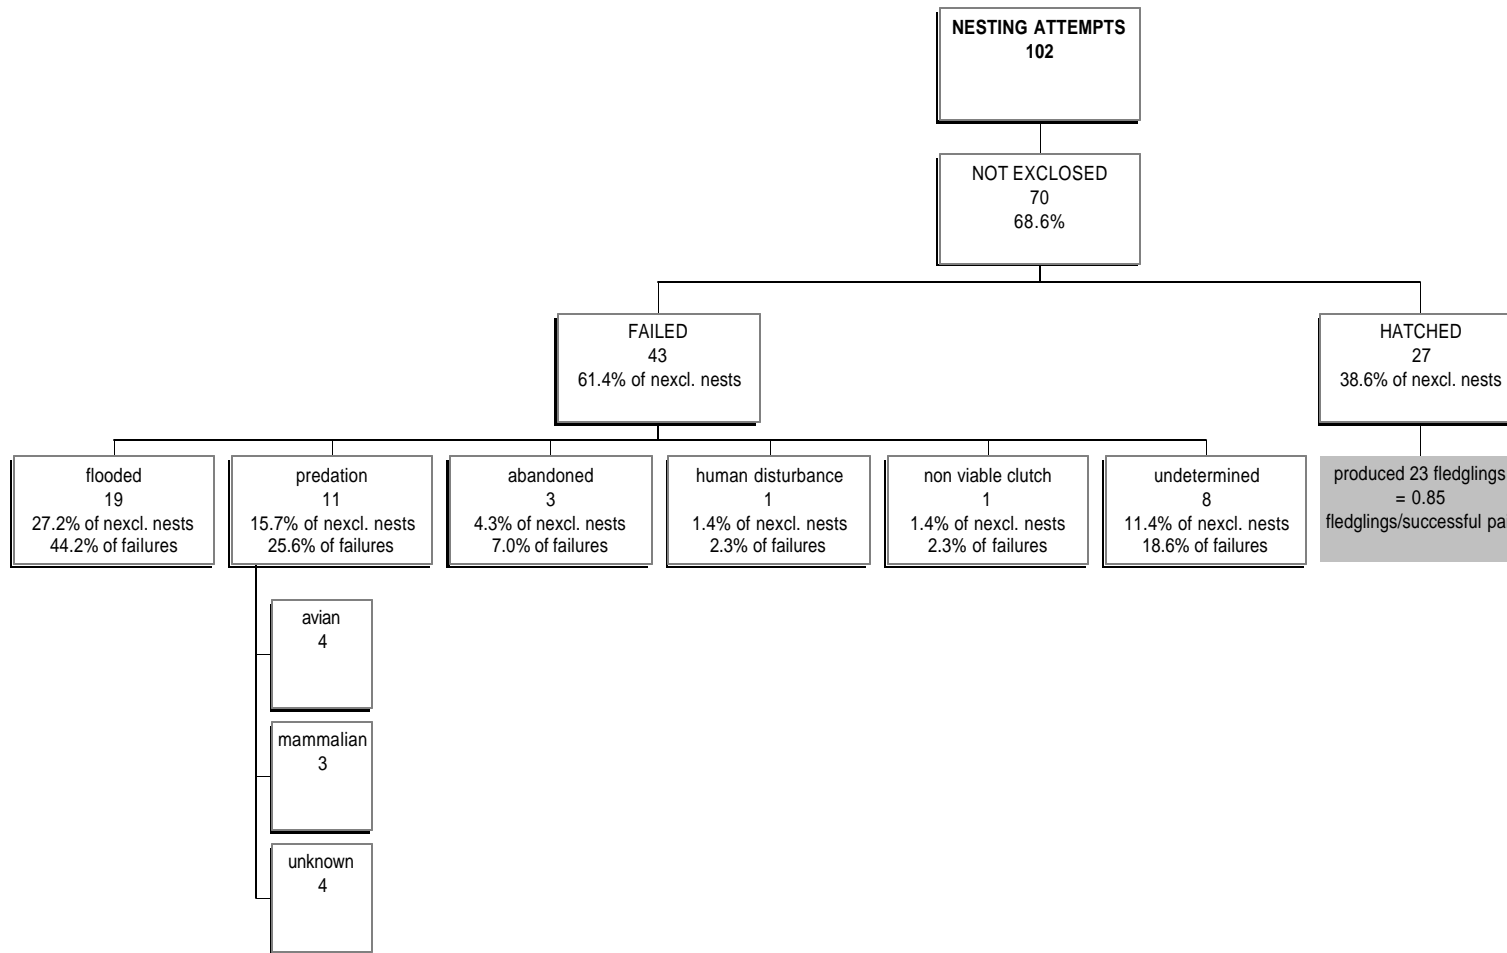 NESTING ATTEMPTS
102
NOT EXCLOSED
70
68.6%
FAILED
43
61.4% of nexcl. nests
HATCHED
27
38.6% of nexcl. nests
flooded
19
27.2% of nexcl. nests
44.2% of failures
predation
11
15.7% of nexcl. nests
25.6% of failures
abandoned
3
4.3% of nexcl. nests
7.0% of failures
human disturbance
1
1.4% of nexcl. nests
2.3% of failures
non viable clutch
1
1.4% of nexcl. nests
2.3% of failures
undetermined
8
11.4% of nexcl. nests
18.6% of failures
produced 23 fledglings
= 0.85
fledglings/successful pa
avian
4
mammalian
3
unknown
4